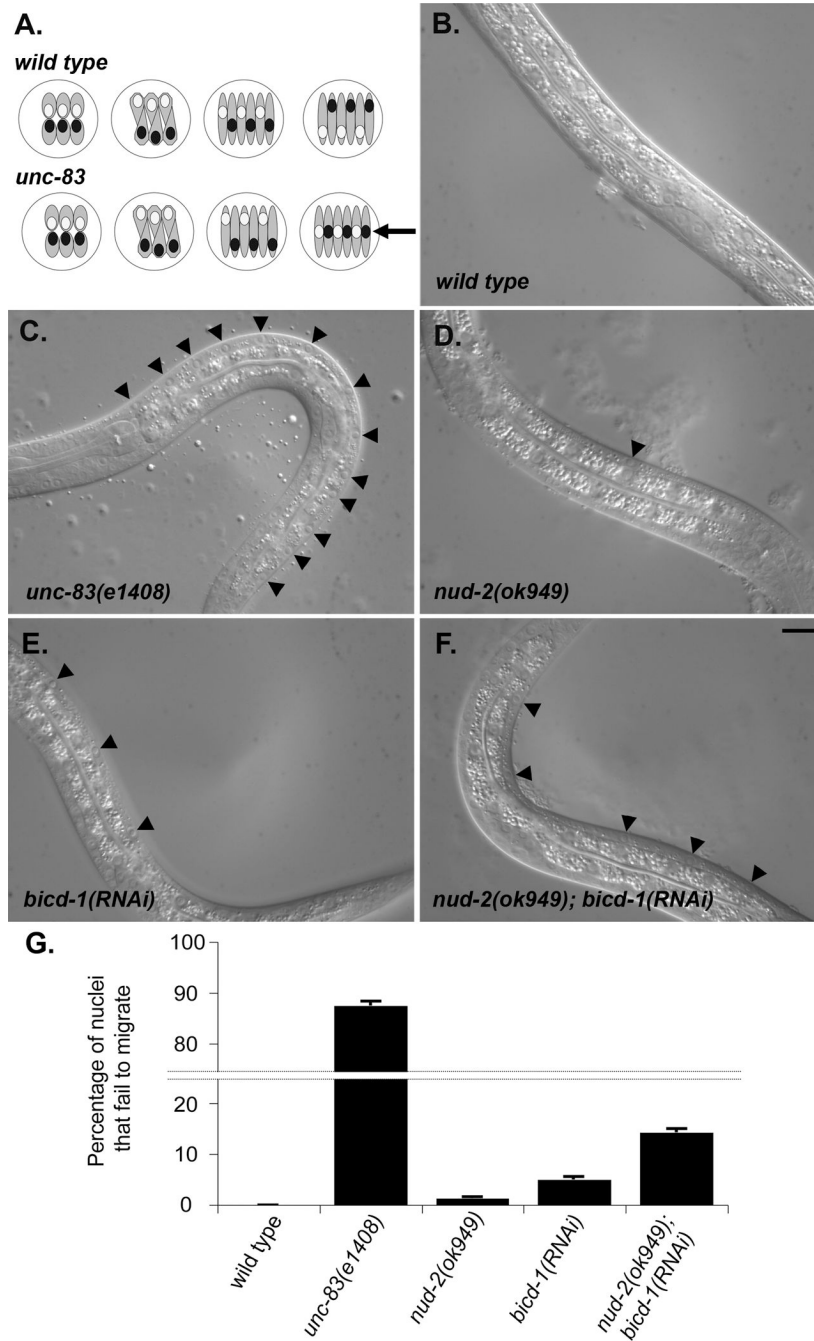 A.
wild type
unc-83
B.
wild type
C.
unc-83(e1408)
D.
nud-2(ok949)
E.
bicd-1(RNAi)
F.
nud-2(ok949); bicd-1(RNAi)
G.
Percentage of nuclei
that fail to migrate
100
90
80
20
10
0
wild type
unc-83(e1408)
nud-2(ok949)
bicd-1(RNAi)
nud-2(ok949);
bicd-1(RNAi)